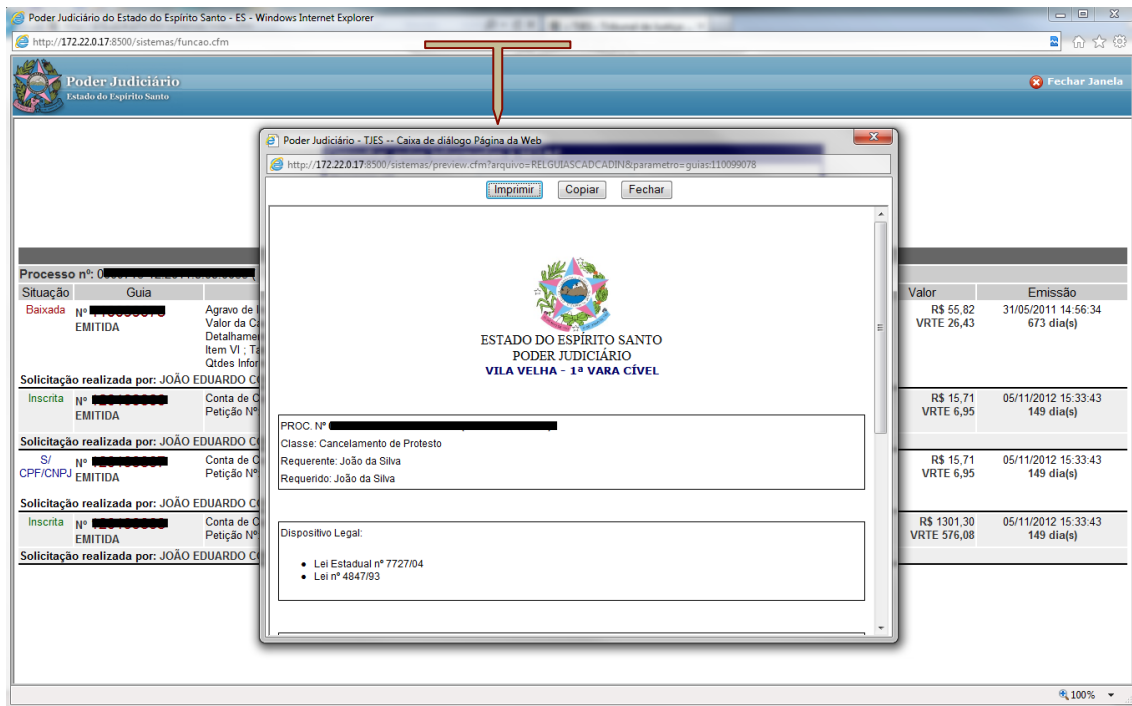 Poder Judiciário do Estado do Espírito Santo - ES - Windows Internet Explorer
http://172.22.0.17:8500/sistemas/funcao.cfm
Poder Judiciário
Estado do Espírito Santo
Fechar Janela
Poder Judiciário - TJES -- Caixa de diálogo Página da Web
http://172.22.0.17:8500/sistemas/preview.cfm?arquivo=RELGUIASCADCADIN&parametro=guias:110099078
Imprimir Copiar Fechar
ESTADO DO ESPÍRITO SANTO
PODER JUDICIÁRIO
VILA VELHA - 1ª VARA CÍVEL
PROC. Nº
Classe: Cancelamento de Protesto
Requerente: João da Silva
Requerido: João da Silva
Dispositivo Legal:
Lei Estadual nº 7727/04
Lei nº 4847/93
Processo nº: 0
Situação Guia Valor Emissão
Baixada Nº Agravo de R$ 55,82 31/05/2011 14:56:34
EMITIDA Valor da VRTE 26,43 673 dia(s)
Detalhame
Item VI ; Ta
Qtdes Infor
Solicitação realizada por: JOÃO EDUARDO CO
Inscrita Nº Conta de C R$ 15,71 05/11/2012 15:33:43
EMITIDA Petição Nº VRTE 6,95 149 dia(s)
Solicitação realizada por: JOÃO EDUARDO CO
S/ Nº Conta de C R$ 15,71 05/11/2012 15:33:43
CPF/CNPJ EMITIDA Petição Nº VRTE 6,95 149 dia(s)
Solicitação realizada por: JOÃO EDUARDO CO
Inscrita Nº Conta de C R$ 1301,30 05/11/2012 15:33:43
EMITIDA Petição Nº VRTE 576,08 149 dia(s)
Solicitação realizada por: JOÃO EDUARDO CO
100%